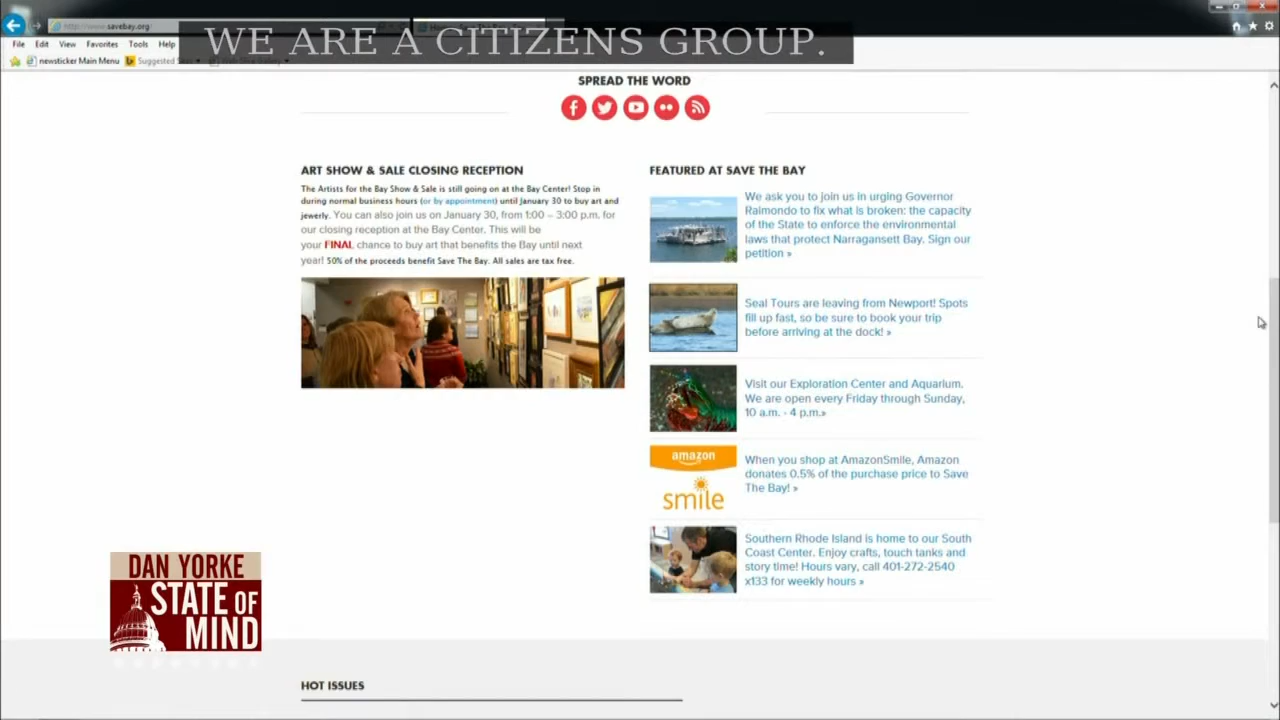 http://www.savebay.org
WE ARE A CITIZENS GROUP.
File Edit View Favorites Tools Help
newsticker Main Menu Suggested
SPREAD THE WORD
ART SHOW & SALE CLOSING RECEPTION
The Artists for the Bay Show & Sale is still going on at the Bay Center! Stop in
during normal business hours (or by appointment) until January 30 to buy art and
jewerly. You can also join us on January 30, from 1:00 – 3:00 p.m. for
our closing reception at the Bay Center. This will be
your FINAL, chance to buy art that benefits the Bay until next
year! 50% of the proceeds benefit Save The Bay. All sales are tax free.
FEATURED AT SAVE THE BAY
We ask you to join us in urging Governor
Raimondo to fix what is broken: the capacity
of the State to enforce the environmental
laws that protect Narragansett Bay. Sign our
petition »
Seal Tours are leaving from Newport! Spots
fill up fast, so be sure to book your trip
before arriving at the dock! »
Visit our Exploration Center and Aquarium.
We are open every Friday through Sunday,
10 a.m. - 4 p.m.»
amazon
smile
When you shop at AmazonSmile, Amazon
donates 0.5% of the purchase price to Save
The Bay! »
Southern Rhode Island is home to our South
Coast Center. Enjoy crafts, touch tanks and
story time! Hours vary, call 401-272-2540
x133 for weekly hours »
DAN YORKE
STATE OF
MIND
HOT ISSUES